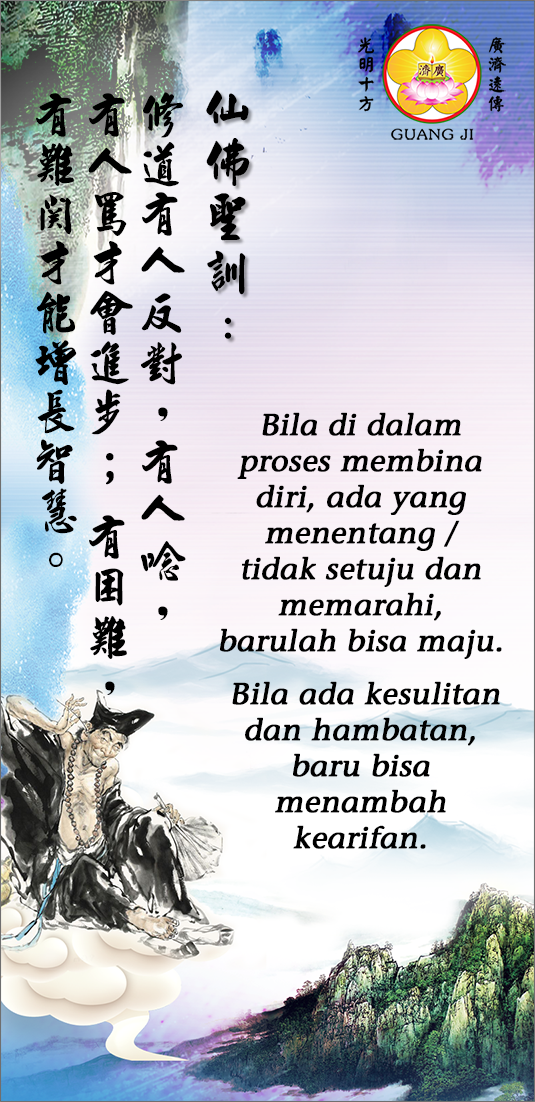 仙佛聖訓：
修道有人反對，有人唸，
有人罵才會進步；有困難，
有難関才能增長智慧。
廣濟遠傳
光明十方
濟廣
GUANG JI
Bila di dalam
proses membina
diri, ada yang
menentang /
tidak setuju dan
memarahi,
barulah bisa maju.
Bila ada kesulitan
dan hambatan,
baru bisa
menambah
kearifan.